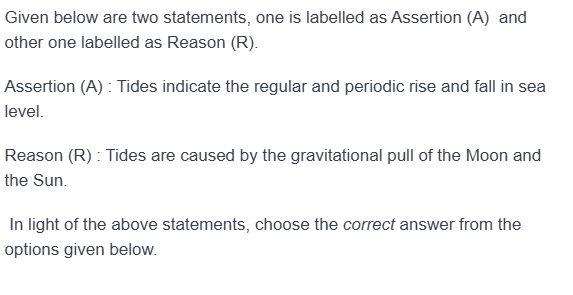 Given below are two statements, one is labelled as Assertion (A) and
other one labelled as Reason (R).
Assertion (A) : Tides indicate the regular and periodic rise and fall in sea
level.
Reason (R) : Tides are caused by the gravitational pull of the Moon and
the Sun.
In light of the above statements, choose the correct answer from the
options given below.